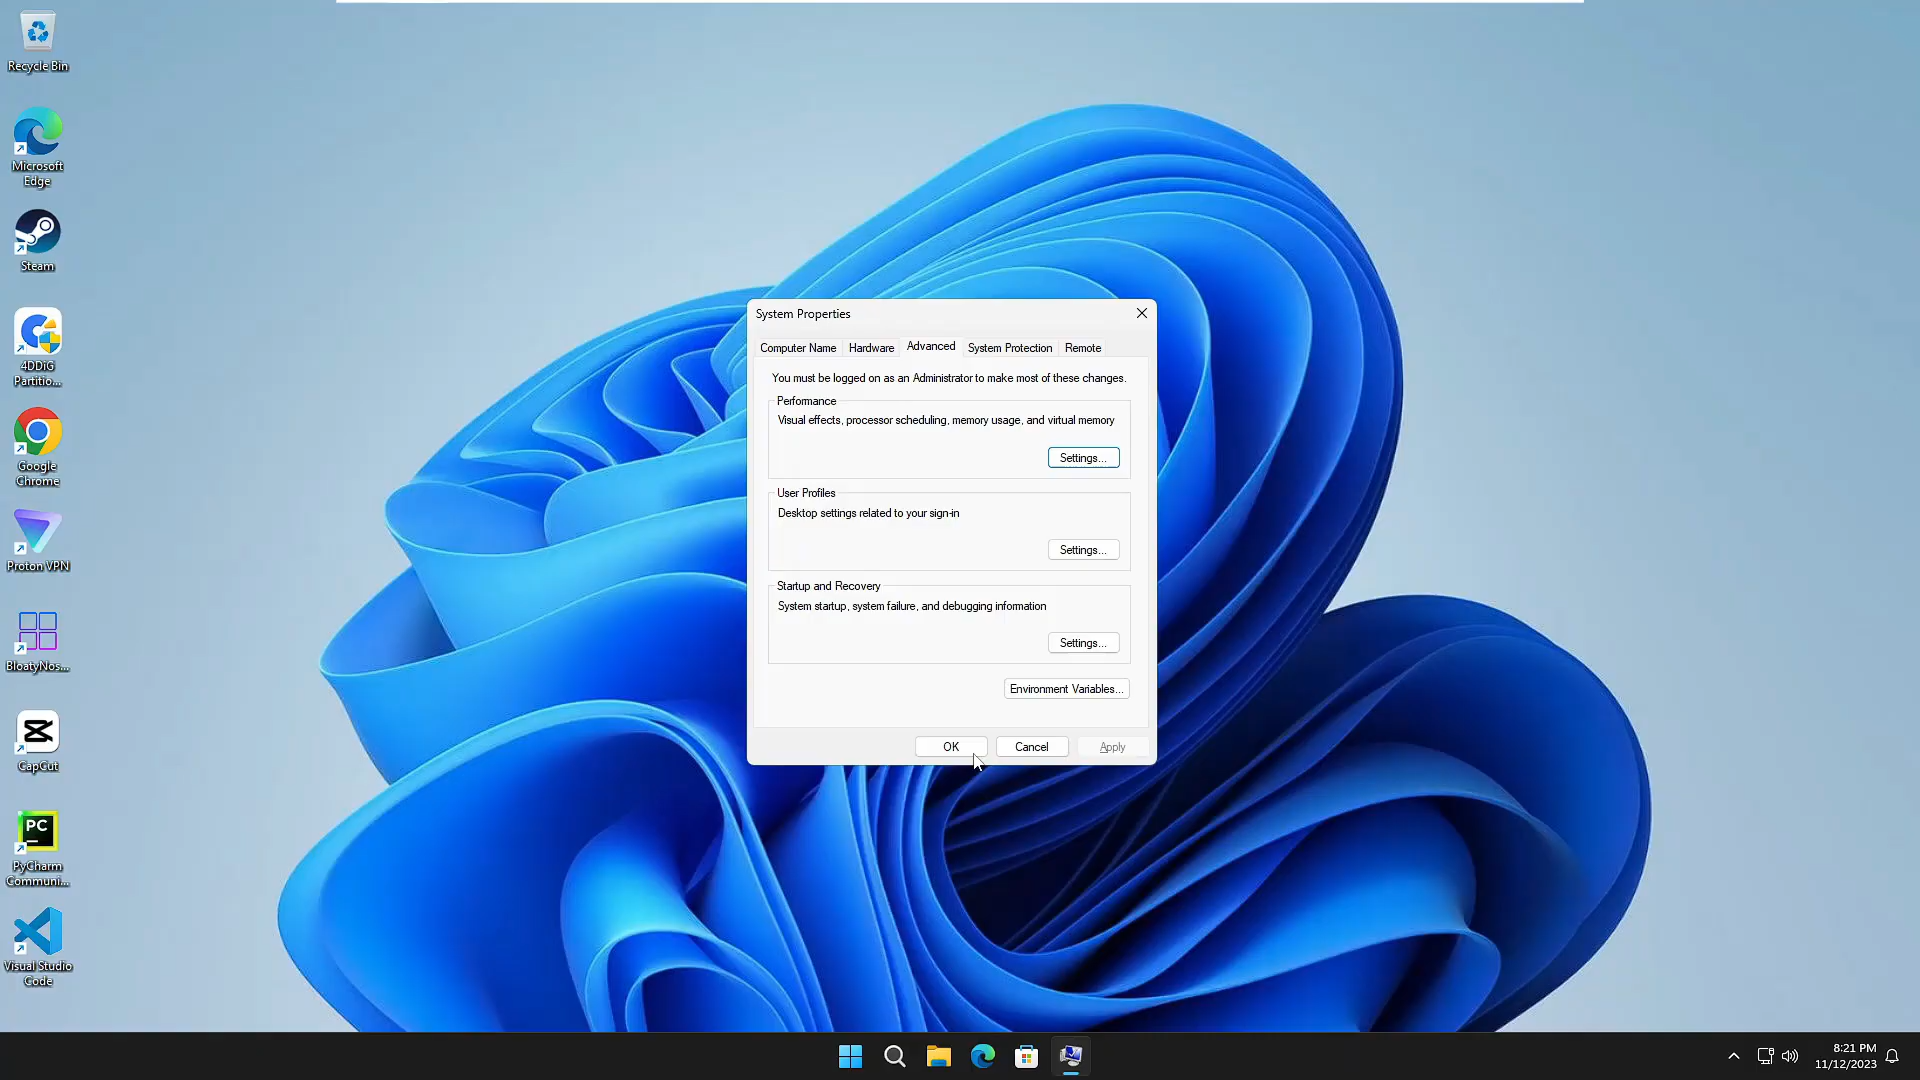 Recycle Bin
Microsoft
Edge
Steam
4DDiG
Partitio...
Google
Chrome
Proton VPN
BloatyNos...
CapCut
PC
PyCharm
Communi...
Visual Studio
Code
System Properties
Computer Name
Hardware
Advanced
System Protection
Remote
You must be logged on as an Administrator to make most of these changes.
Performance
Visual effects, processor scheduling, memory usage, and virtual memory
Settings...
User Profiles
Desktop settings related to your sign-in
Settings...
Startup and Recovery
System startup, system failure, and debugging information
Settings...
Environment Variables...
OK
Cancel
Apply
8:21 PM
11/12/2023